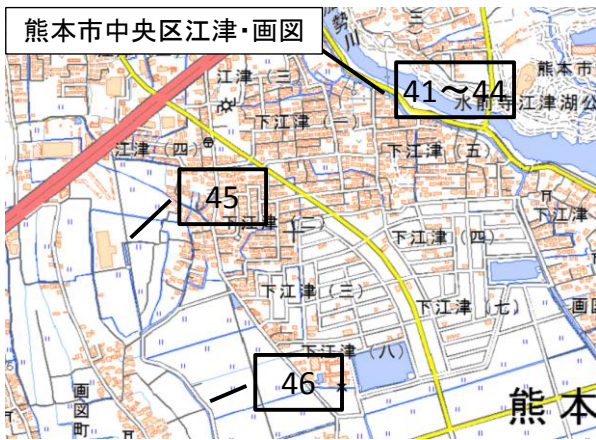 熊本市中央区江津・画図
勢川
江津(三)
熊本市
41～44
水前寺江津湖公
下江津(一)
江津(四)
下江津(五)
45
下江津(二)
下江津
下江津(四)
下江津(三)
下江津(七)
画図
下江津(八)
46
画図町
熊本